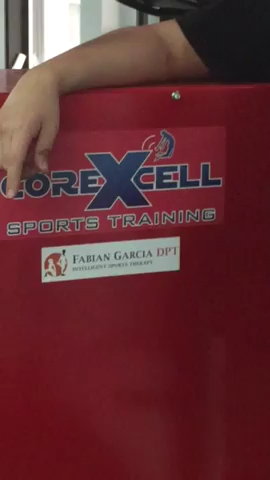 COREXCELL
SPORTS TRAINING
FABIAN GARCIA DPT
INTELLIGENT SPORTS THERAPY